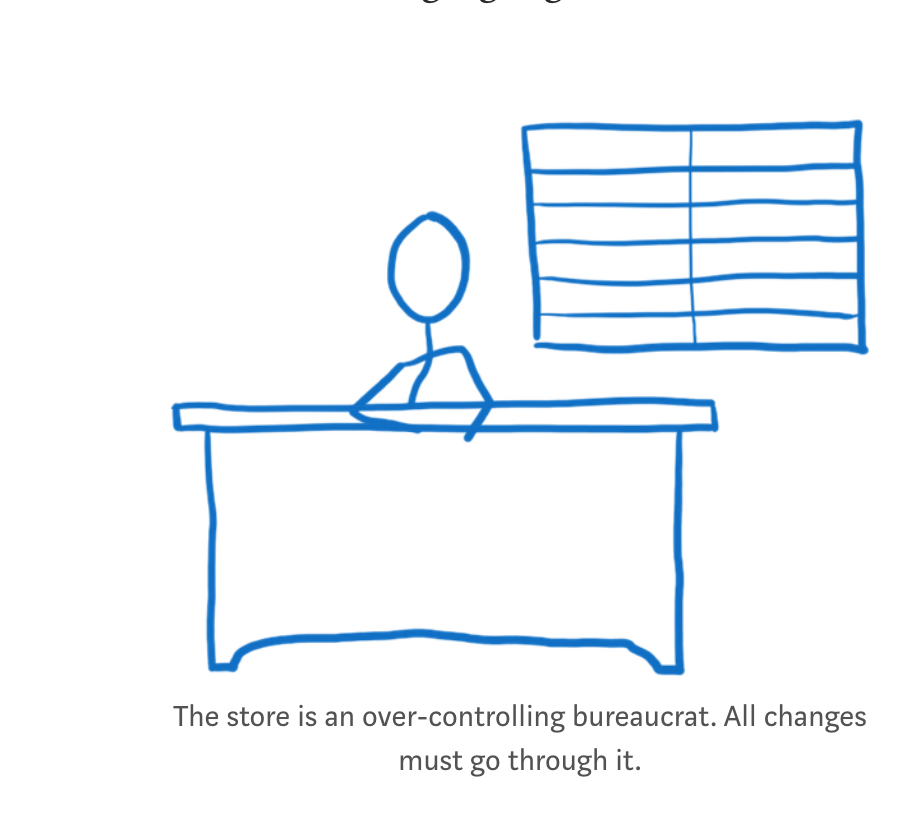 The store is an over-controlling bureaucrat. All changes
must go through it.